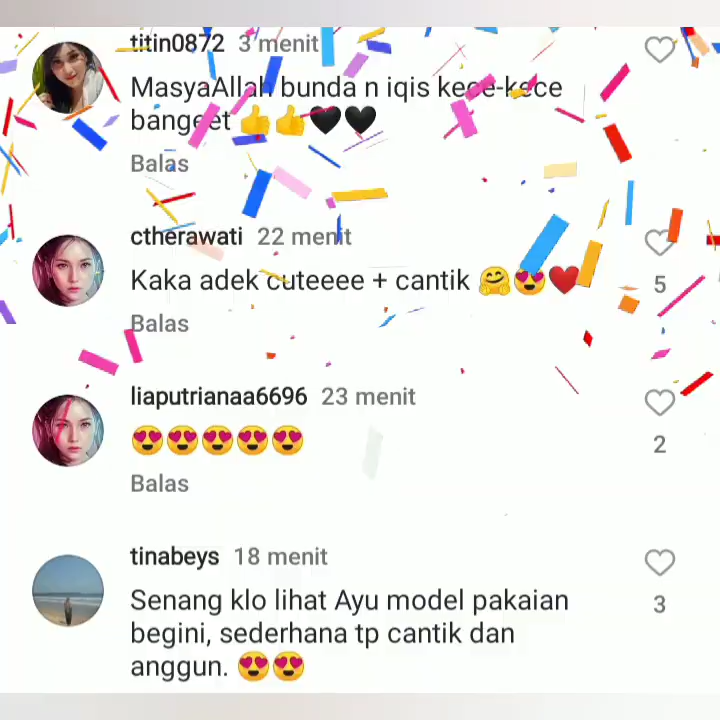 titin0872 3 menit
MasyaAllah bunda n iqis kece-kece
bangeet 👍👍🖤🖤
Balas
ctherawati 22 menit
Kaka adek cuteeee + cantik 🤗😍❤️
5
Balas
liaputrianaa6696 23 menit
😍😍😍😍😍
2
Balas
tinabeys 18 menit
Senang klo lihat Ayu model pakaian
3
begini, sederhana tp cantik dan
anggun. 😍😍